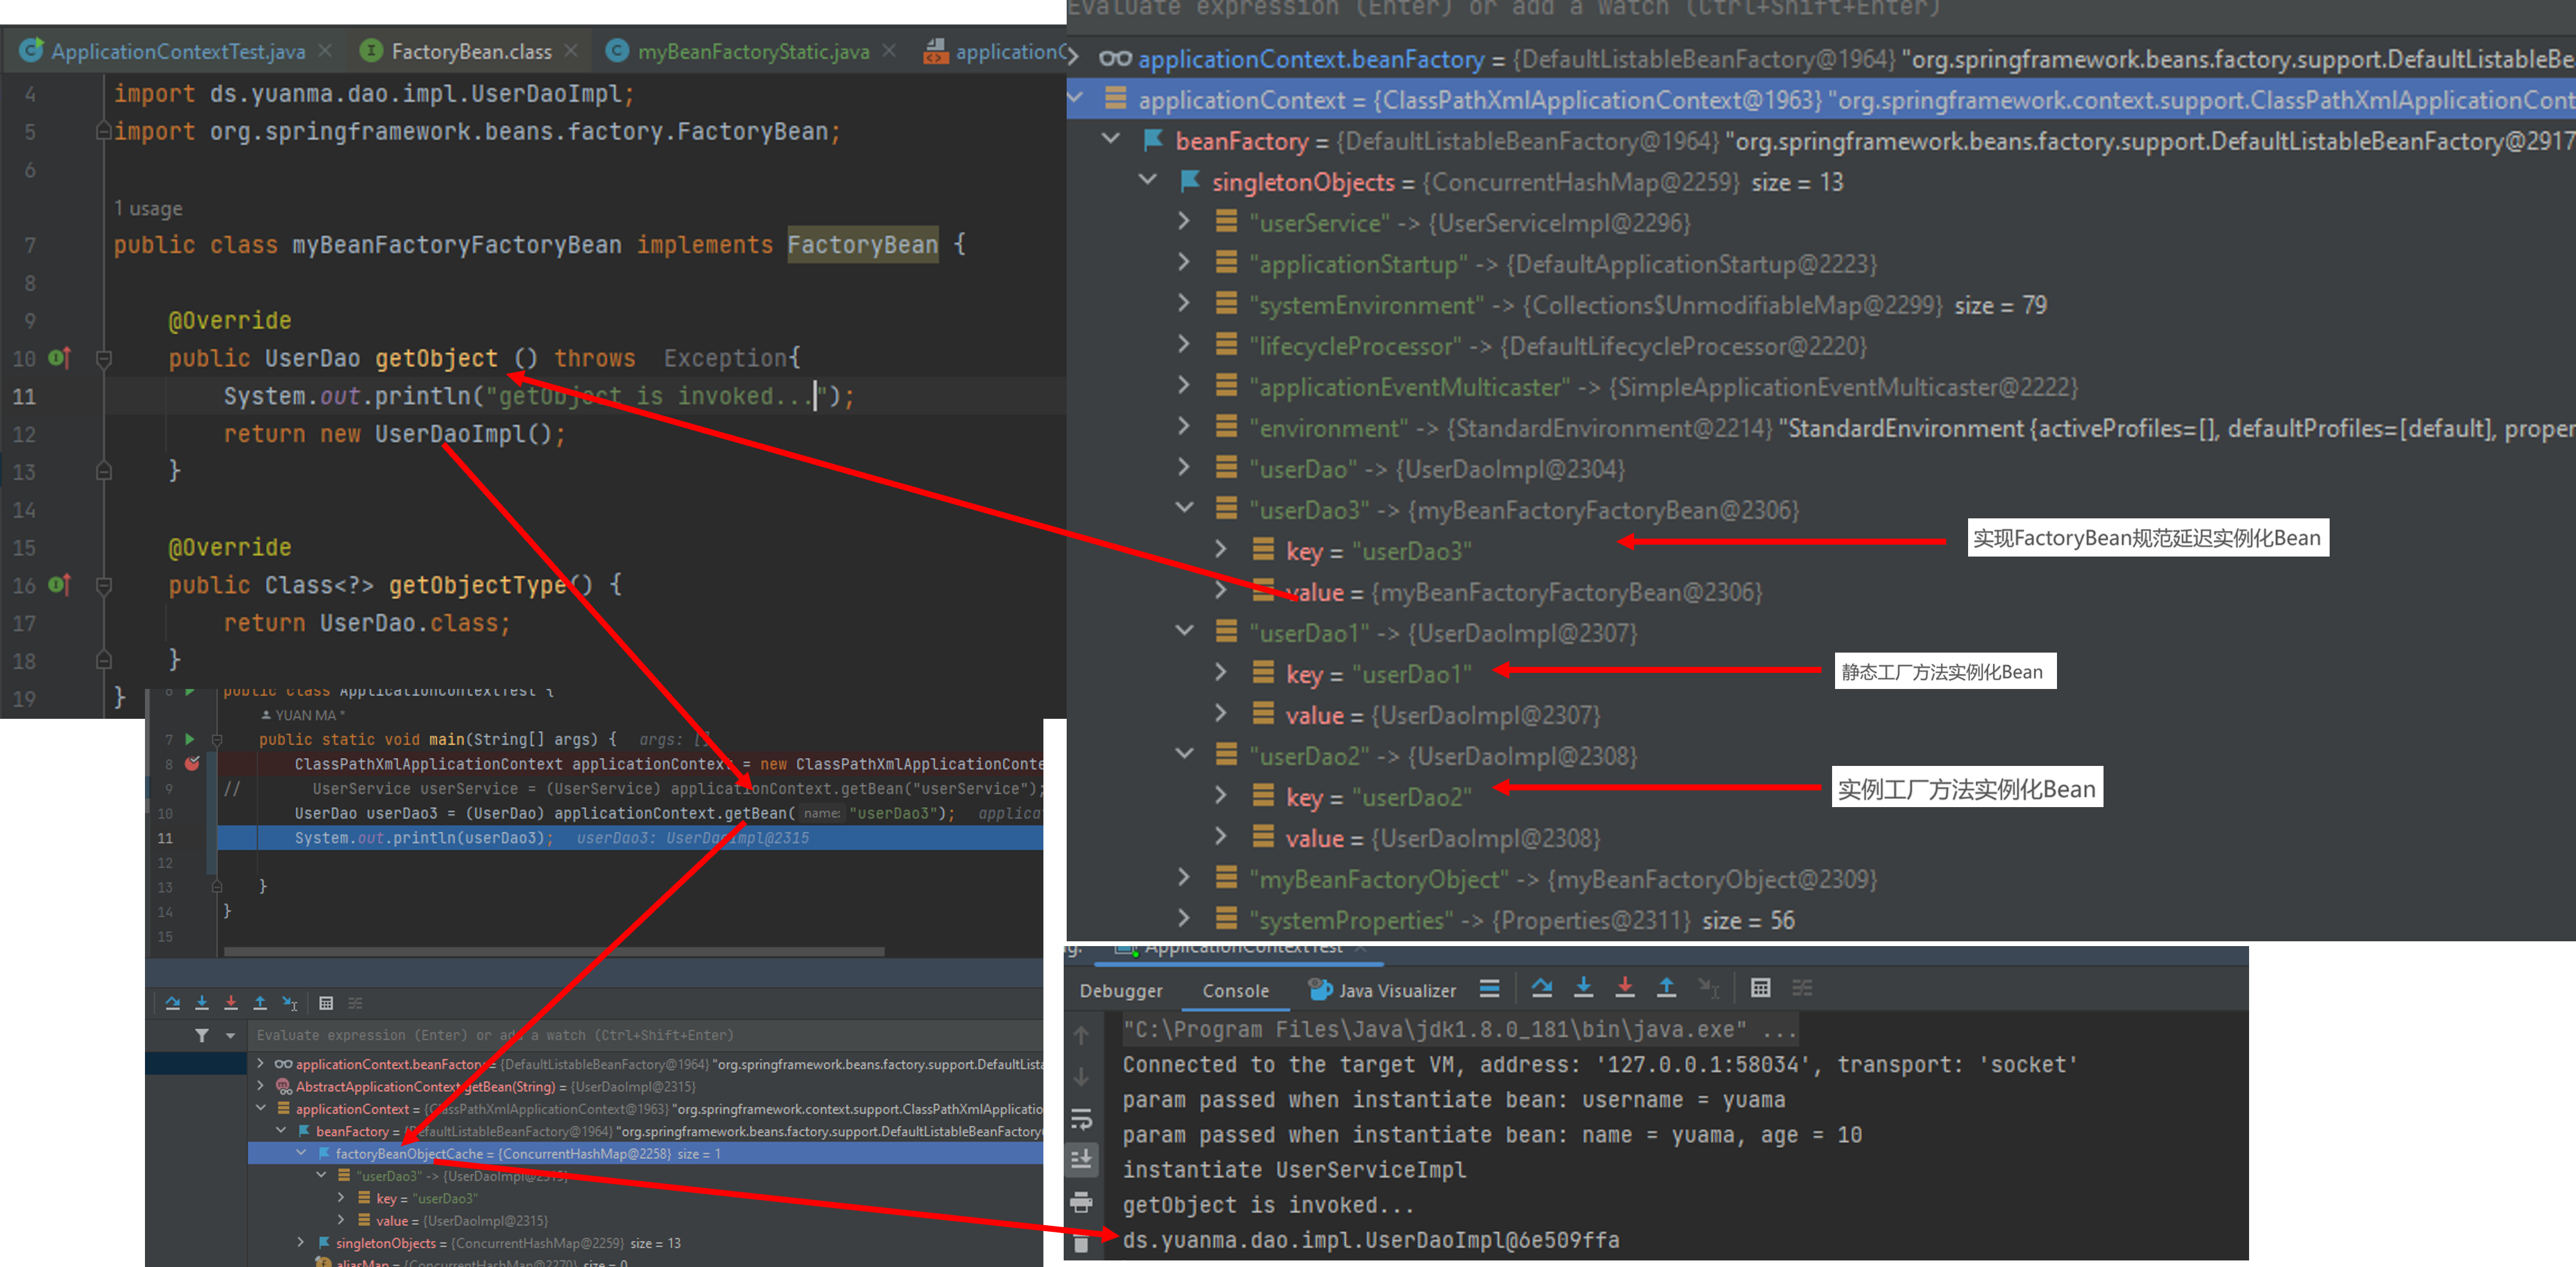 ApplicationContextTest.java
FactoryBean.class
myBeanFactoryStatic.java
applicationC
4 import ds.yuanma.dao.impl.UserDaoImpl;
5 import org.springframework.beans.factory.FactoryBean;
6
1 usage
7 public class myBeanFactoryFactoryBean implements FactoryBean {
8
9 @Override
10 public UserDao getObject () throws Exception{
11 System.out.println("getObject is invoked...");
12 return new UserDaoImpl();
13 }
14
15 @Override
16 public Class<?> getObjectType() {
17 return UserDao.class;
18 }
19 }
Evaluate expression (Enter) or add a watch (Ctrl+Shift+Enter)
applicationContext.beanFactory = {DefaultListableBeanFactory@1964} "org.springframework.beans.factory.support.DefaultListableBe
applicationContext = {ClassPathXmlApplicationContext@1963} "org.springframework.context.support.ClassPathXmlApplicationCont
beanFactory = {DefaultListableBeanFactory@1964} "org.springframework.beans.factory.support.DefaultListableBeanFactory@2917
singletonObjects = {ConcurrentHashMap@2259} size = 13
"userService" -> {UserServiceImpl@2296}
"applicationStartup" -> {DefaultApplicationStartup@2223}
"systemEnvironment" -> {Collections$UnmodifiableMap@2299} size = 79
"lifecycleProcessor" -> {DefaultLifecycleProcessor@2220}
"applicationEventMulticaster" -> {SimpleApplicationEventMulticaster@2222}
"environment" -> {StandardEnvironment@2214} "StandardEnvironment {activeProfiles=[], defaultProfiles=[default], proper
"userDao" -> {UserDaoImpl@2304}
"userDao3" -> {myBeanFactoryFactoryBean@2306}
key = "userDao3"
实现FactoryBean规范延迟实例化Bean
value = {myBeanFactoryFactoryBean@2306}
"userDao1" -> {UserDaoImpl@2307}
key = "userDao1"
静态工厂方法实例化Bean
value = {UserDaoImpl@2307}
"userDao2" -> {UserDaoImpl@2308}
key = "userDao2"
实例工厂方法实例化Bean
value = {UserDaoImpl@2308}
"myBeanFactoryObject" -> {myBeanFactoryObject@2309}
"systemProperties" -> {Properties@2311} size = 56
6 public class ApplicationContextTest {
YUAN MA *
7 public static void main(String[] args) { args: []
8 ClassPathXmlApplicationContext applicationContext = new ClassPathXmlApplicationConte
9 // UserService userService = (UserService) applicationContext.getBean("userService");
10 UserDao userDao3 = (UserDao) applicationContext.getBean( name: "userDao3"); applica
11 System.out.println(userDao3); userDao3: UserDaoImpl@2315
12
13 }
14 }
15
Evaluate expression (Enter) or add a watch (Ctrl+Shift+Enter)
applicationContext.beanFactory = {DefaultListableBeanFactory@1964} "org.springframework.beans.factory.support.DefaultLista
AbstractApplicationContext.getBean(String) = {UserDaoImpl@2315}
applicationContext = {ClassPathXmlApplicationContext@1963} "org.springframework.context.support.ClassPathXmlApplicatio
beanFactory = {DefaultListableBeanFactory@1964} "org.springframework.beans.factory.support.DefaultListableBeanFactory
factoryBeanObjectCache = {ConcurrentHashMap@2258} size = 1
"userDao3" -> {UserDaoImpl@2315}
key = "userDao3"
value = {UserDaoImpl@2315}
singletonObjects = {ConcurrentHashMap@2259} size = 13
aliasMap = {ConcurrentHashMap@2270} size = 0
ApplicationContextTest
Debugger Console Java Visualizer
"C:\Program Files\Java\jdk1.8.0_181\bin\java.exe" ...
Connected to the target VM, address: '127.0.0.1:58034', transport: 'socket'
param passed when instantiate bean: username = yuama
param passed when instantiate bean: name = yuama, age = 10
instantiate UserServiceImpl
getObject is invoked...
ds.yuanma.dao.impl.UserDaoImpl@6e509ffa